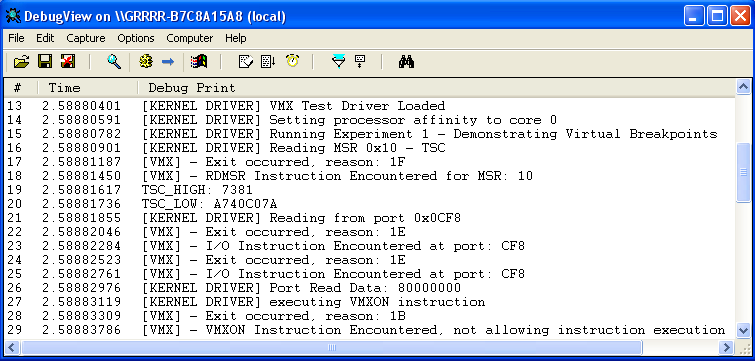 DebugView on \\GRRRR-B7C8A15A8 (local)
File Edit Capture Options Computer Help
# Time Debug Print
13 2.58880401 [KERNEL DRIVER] VMX Test Driver Loaded
14 2.58880591 [KERNEL DRIVER] Setting processor affinity to core 0
15 2.58880782 [KERNEL DRIVER] Running Experiment 1 - Demonstrating Virtual Breakpoints
16 2.58880901 [KERNEL DRIVER] Reading MSR 0x10 - TSC
17 2.58881187 [VMX] - Exit occurred, reason: 1F
18 2.58881450 [VMX] - RDMSR Instruction Encountered for MSR: 10
19 2.58881617 TSC_HIGH: 7381
20 2.58881736 TSC_LOW: A740C07A
21 2.58881855 [KERNEL DRIVER] Reading from port 0x0CF8
22 2.58882046 [VMX] - Exit occurred, reason: 1E
23 2.58882284 [VMX] - I/O Instruction Encountered at port: CF8
24 2.58882523 [VMX] - Exit occurred, reason: 1E
25 2.58882761 [VMX] - I/O Instruction Encountered at port: CF8
26 2.58882976 [KERNEL DRIVER] Port Read Data: 80000000
27 2.58883119 [KERNEL DRIVER] executing VMXON instruction
28 2.58883309 [VMX] - Exit occurred, reason: 1B
29 2.58883786 [VMX] - VMXON Instruction Encountered, not allowing instruction execution